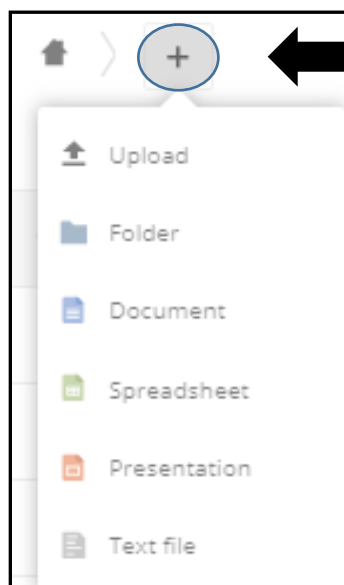 +
Upload
Folder
Document
Spreadsheet
Presentation
Text file